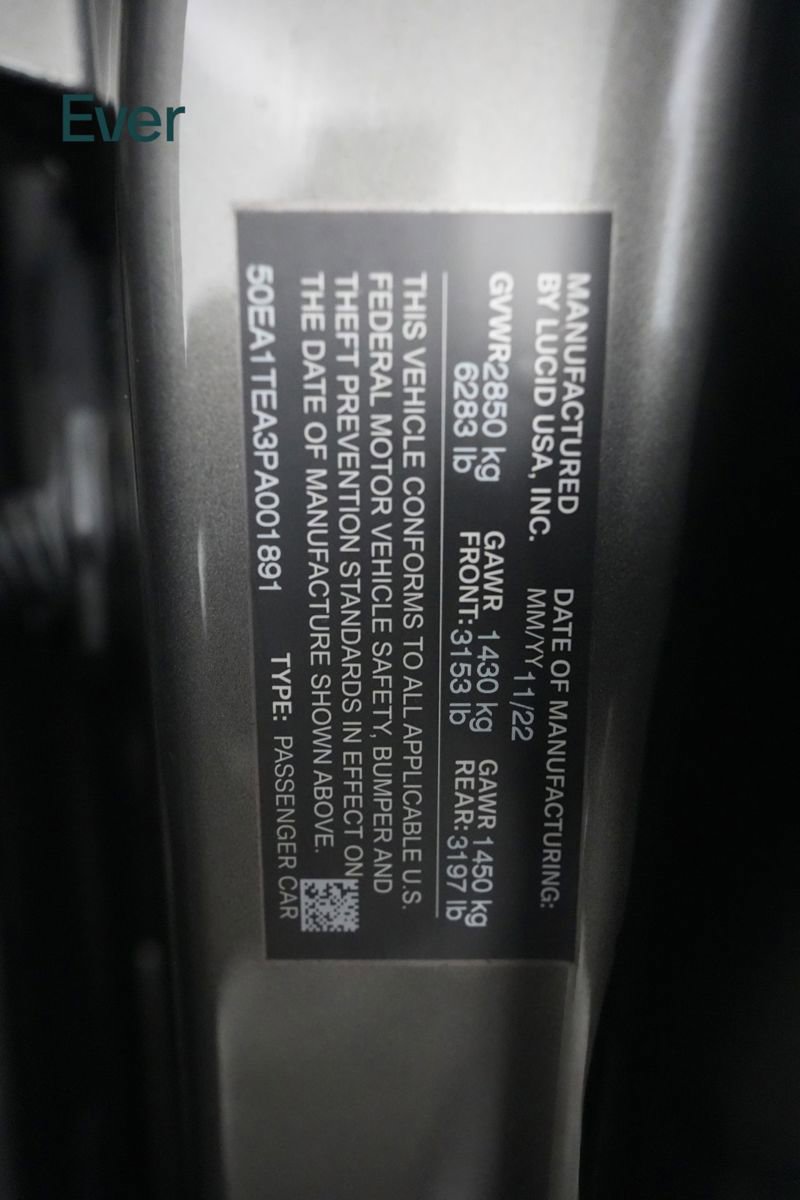 Ever
MANUFACTURED
BY LUCID USA, INC.
DATE OF MANUFACTURING:
MM/YY 11/22
GVWR 2850 kg
6283 lb
GAWR 1430 kg
FRONT: 3153 lb
GAWR 1450 kg
REAR: 3197 lb
THIS VEHICLE CONFORMS TO ALL APPLICABLE U.S.
FEDERAL MOTOR VEHICLE SAFETY, BUMPER AND
THEFT PREVENTION STANDARDS IN EFFECT ON
THE DATE OF MANUFACTURE SHOWN ABOVE.
50EA1TEA3PA001891
TYPE: PASSENGER CAR